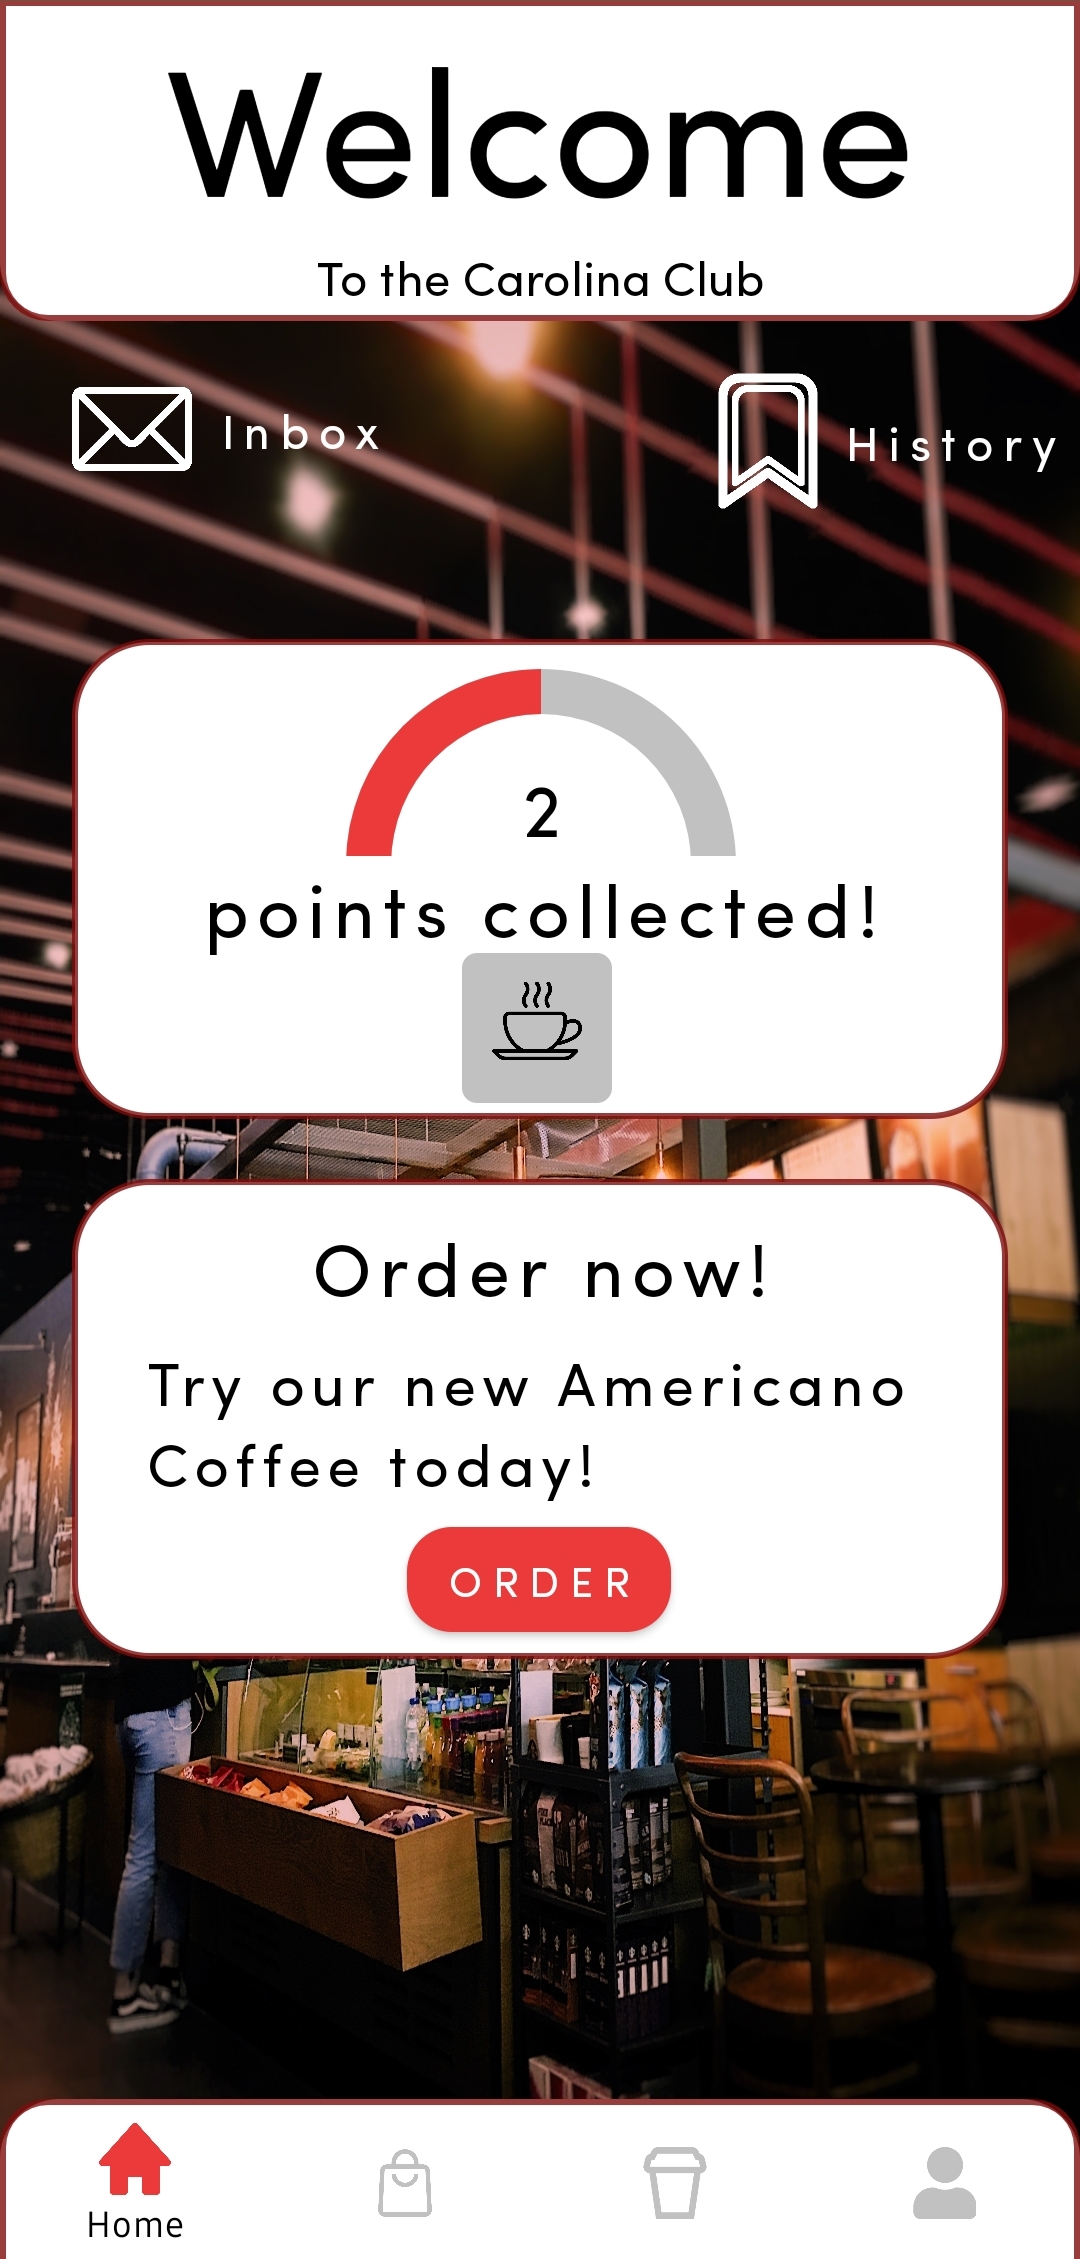 Welcome
To the Carolina Club
Inbox
History
2
points collected!
Order now!
Try our new Americano
Coffee today!
ORDER
Home